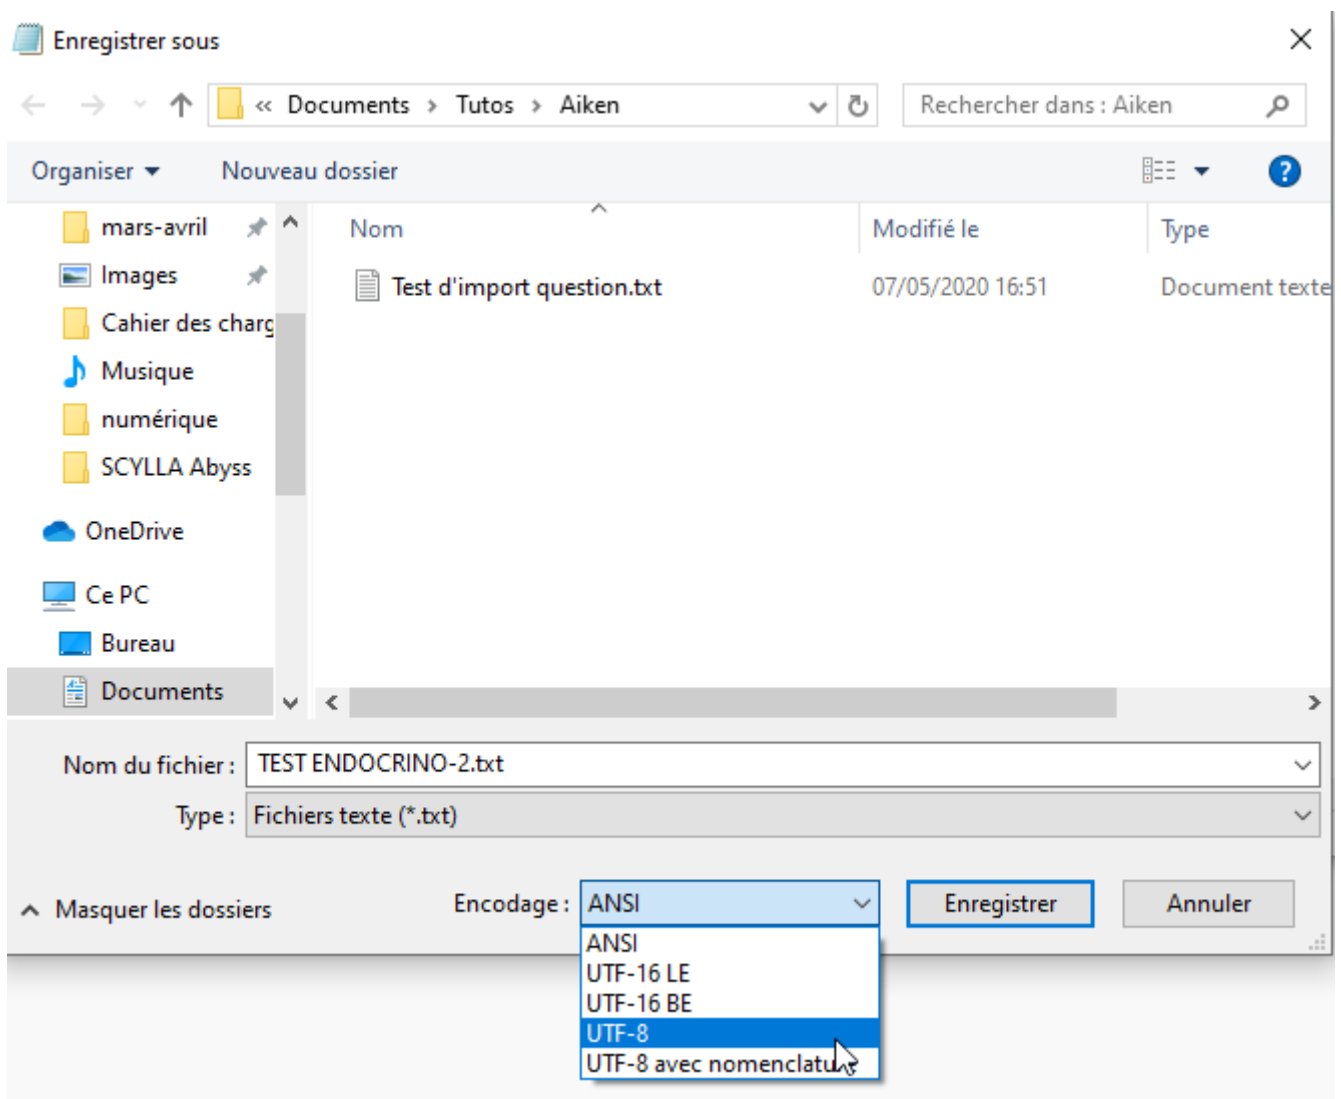 Enregistrer sous
« Documents > Tutos > Aiken
Rechercher dans : Aiken
Organiser
Nouveau dossier
?
mars-avril
Images
Cahier des charg
Musique
numérique
SCYLLA Abyss
OneDrive
Ce PC
Bureau
Documents
Nom
Modifié le
Type
Test d'import question.txt
07/05/2020 16:51
Document texte
Nom du fichier : TEST ENDOCRINO-2.txt
Type : Fichiers texte (*.txt)
Masquer les dossiers
Encodage : ANSI
Enregistrer
Annuler
ANSI
UTF-16 LE
UTF-16 BE
UTF-8
UTF-8 avec nomenclatu